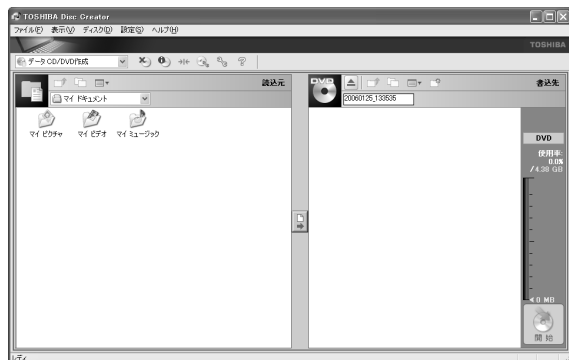 TOSHIBA Disc Creator
ファイル(F) 表示(V) ディスク(D) 設定(S) ヘルプ(H)
TOSHIBA
データCD/DVD作成
読込元
マイ ドキュメント
マイ ピクチャ マイ ビデオ マイ ミュージック
DVD
書込先
20060125_133535
DVD
使用率:
0.0%
/4.38 GB
0 MB
開始
レディ